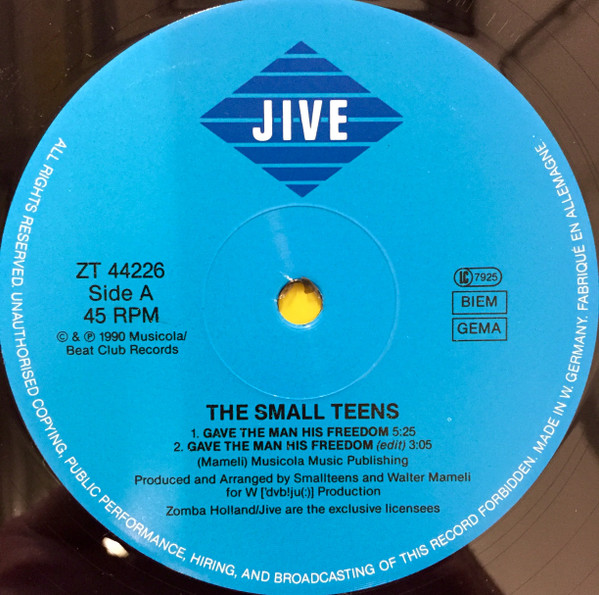 JIVE
ZT 44226
Side A
45 RPM
© & ℗ 1990 Musicola/
Beat Club Records
LC 7925
BIEM
GEMA
THE SMALL TEENS
1. GAVE THE MAN HIS FREEDOM 5:25
2. GAVE THE MAN HIS FREEDOM (edit) 3:05
(Mameli) Musicola Music Publishing
Produced and Arranged by Smallteens and Walter Mameli
for W ['dvb!ju(:)] Production
Zomba Holland/Jive are the exclusive licensees
ALL RIGHTS RESERVED. UNAUTHORISED COPYING, PUBLIC PERFORMANCE, HIRING, AND BROADCASTING OF THIS RECORD FORBIDDEN. MADE IN W. GERMANY. FABRIQUÉ EN ALLEMAGNE.